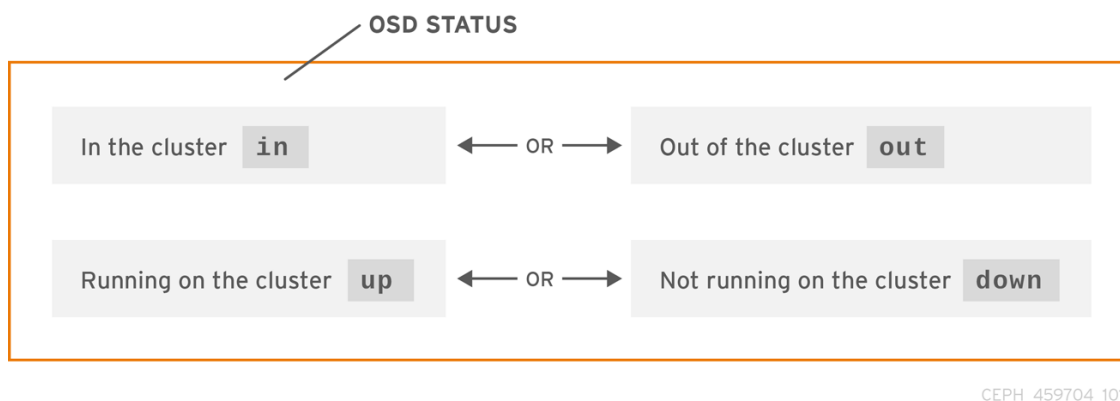 OSD STATUS
In the cluster in OR Out of the cluster out
Running on the cluster up OR Not running on the cluster down
CEPH 459704